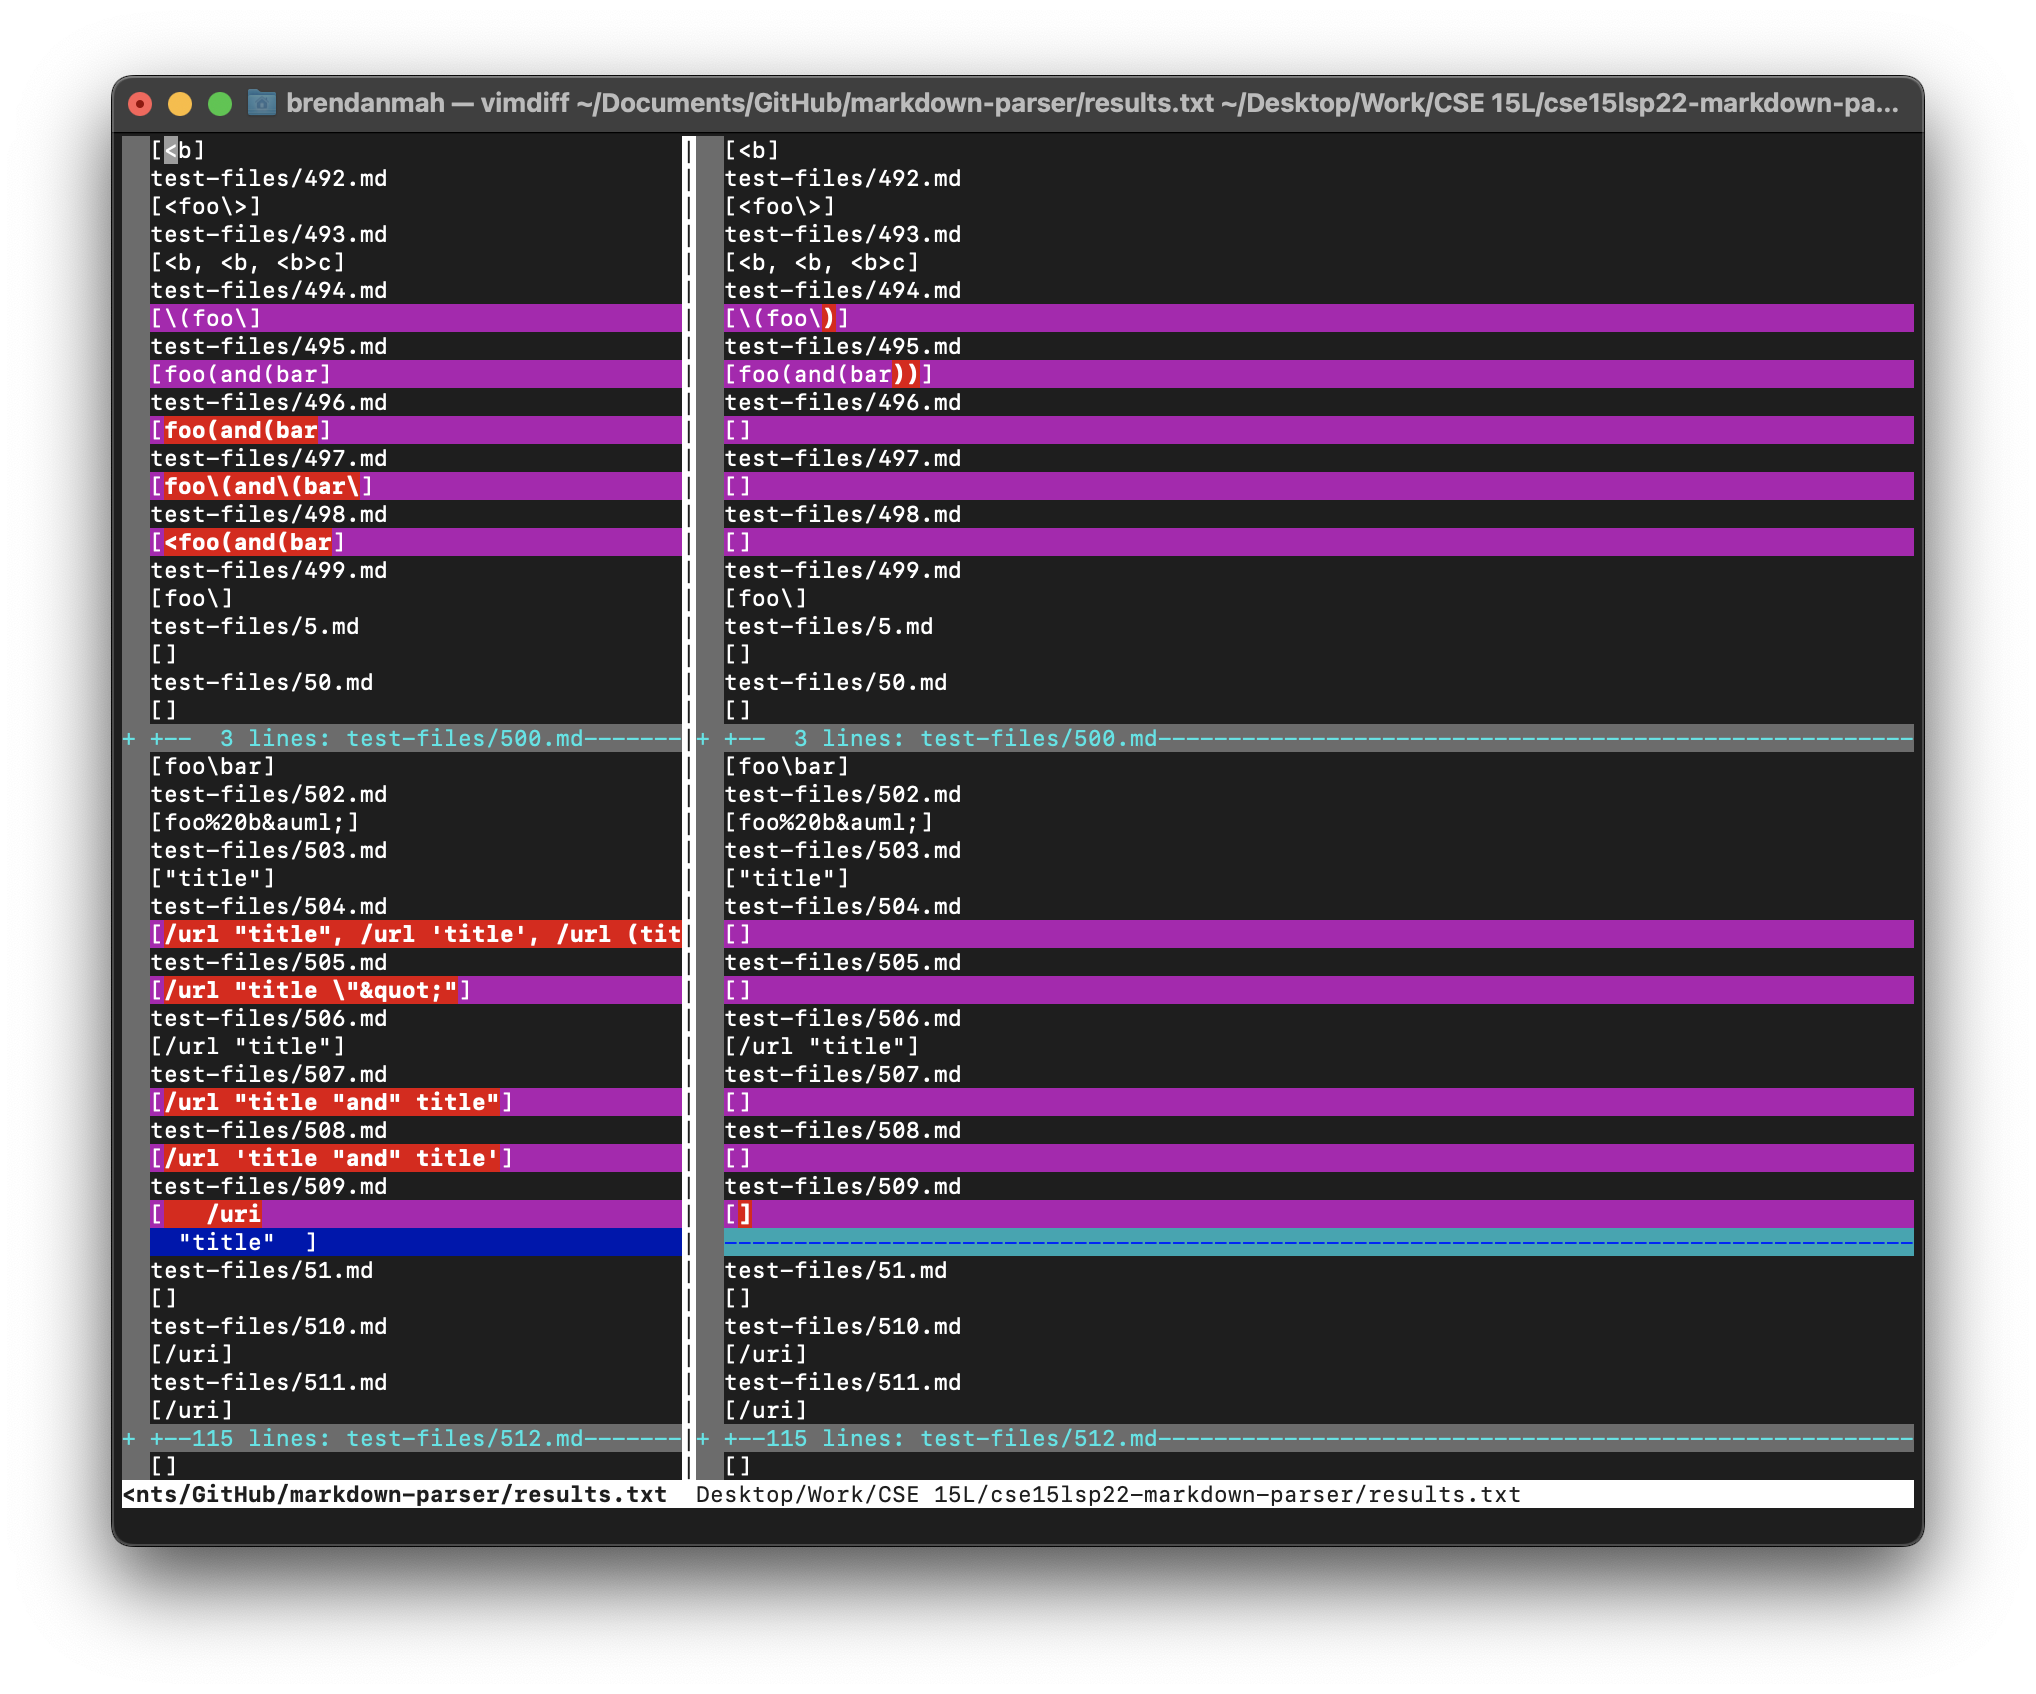 brendanmah — vimdiff ~/Documents/GitHub/markdown-parser/results.txt ~/Desktop/Work/CSE 15L/cse15lsp22-markdown-pa...
[<b]
test-files/492.md
[<foo\>]
test-files/493.md
[<b, <b, <b>c]
test-files/494.md
[\(foo\]
test-files/495.md
[foo(and(bar]
test-files/496.md
[foo(and(bar]
test-files/497.md
[foo\(and\(bar\]
test-files/498.md
[<foo(and(bar]
test-files/499.md
[foo\]
test-files/5.md
[]
test-files/50.md
[]
+ +--  3 lines: test-files/500.md-------
[foo\bar]
test-files/502.md
[foo%20b&auml;]
test-files/503.md
["title"]
test-files/504.md
[/url "title", /url 'title', /url (tit
test-files/505.md
[/url "title \"&quot;"]
test-files/506.md
[/url "title"]
test-files/507.md
[/url "title "and" title"]
test-files/508.md
[/url 'title "and" title']
test-files/509.md
[   /uri
  "title"  ]
test-files/51.md
[]
test-files/510.md
[/uri]
test-files/511.md
[/uri]
+ +--115 lines: test-files/512.md-------
[]
<nts/GitHub/markdown-parser/results.txt
[<b]
test-files/492.md
[<foo\>]
test-files/493.md
[<b, <b, <b>c]
test-files/494.md
[\(foo\)]
test-files/495.md
[foo(and(bar))]
test-files/496.md
[]
test-files/497.md
[]
test-files/498.md
[]
test-files/499.md
[foo\]
test-files/5.md
[]
test-files/50.md
[]
+ +--  3 lines: test-files/500.md------------------------------------------------------
[foo\bar]
test-files/502.md
[foo%20b&auml;]
test-files/503.md
["title"]
test-files/504.md
[]
test-files/505.md
[]
test-files/506.md
[/url "title"]
test-files/507.md
[]
test-files/508.md
[]
test-files/509.md
[]
-------------------------------------------------------------------------------------
test-files/51.md
[]
test-files/510.md
[/uri]
test-files/511.md
[/uri]
+ +--115 lines: test-files/512.md------------------------------------------------------
[]
Desktop/Work/CSE 15L/cse15lsp22-markdown-parser/results.txt